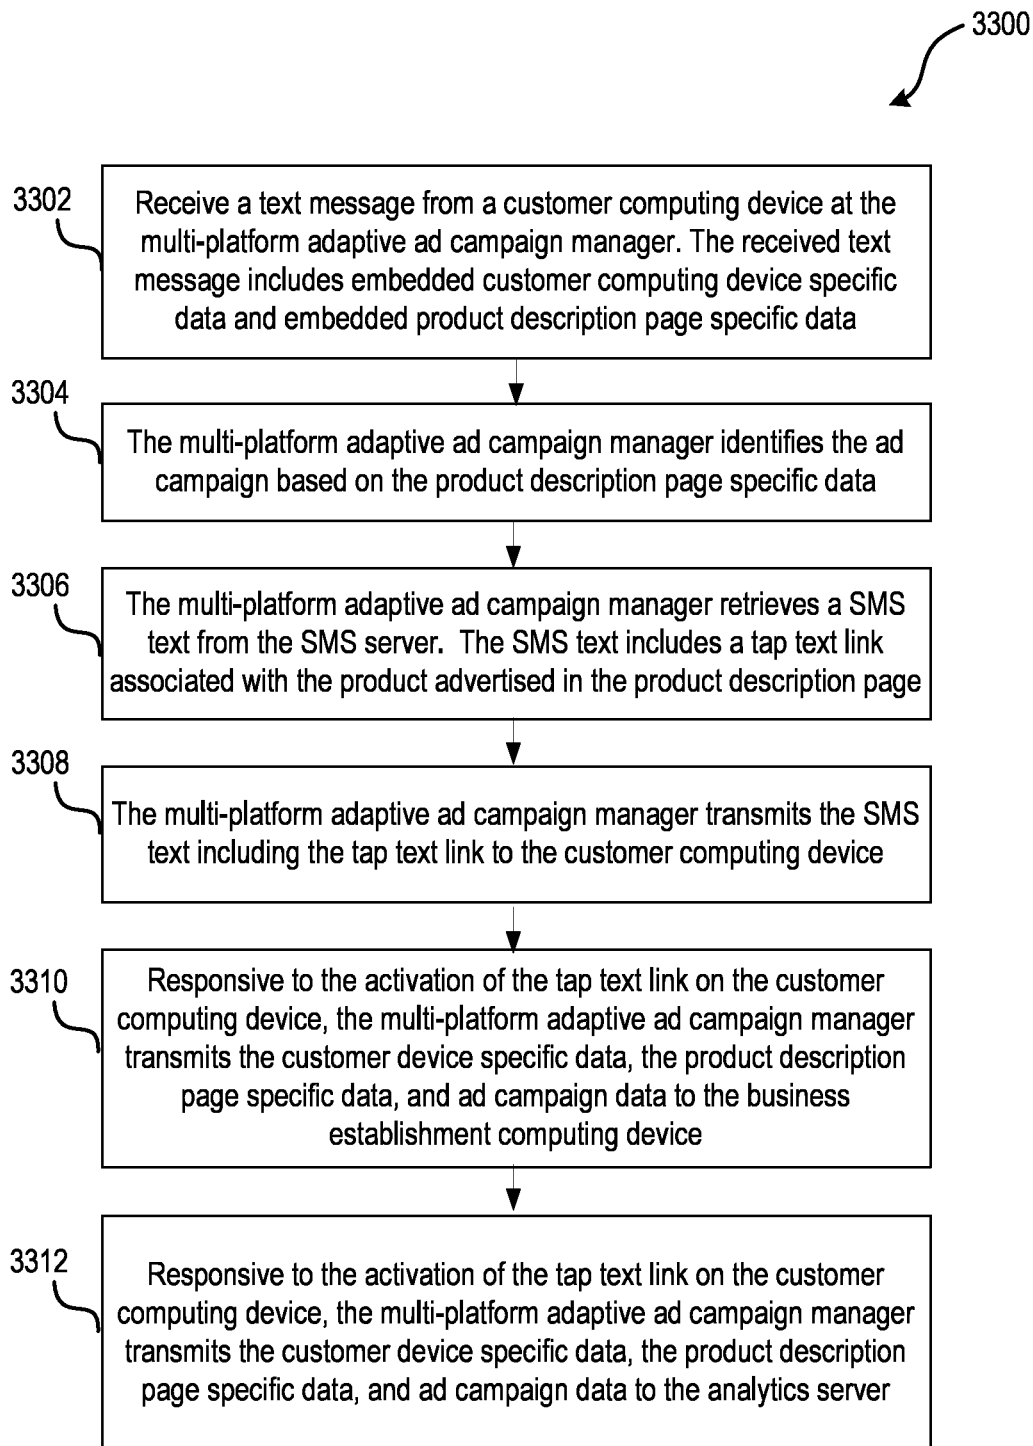 3300
3302
Receive a text message from a customer computing device at the
multi-platform adaptive ad campaign manager. The received text
message includes embedded customer computing device specific
data and embedded product description page specific data
3304
The multi-platform adaptive ad campaign manager identifies the ad
campaign based on the product description page specific data
3306
The multi-platform adaptive ad campaign manager retrieves a SMS
text from the SMS server. The SMS text includes a tap text link
associated with the product advertised in the product description page
3308
The multi-platform adaptive ad campaign manager transmits the SMS
text including the tap text link to the customer computing device
3310
Responsive to the activation of the tap text link on the customer
computing device, the multi-platform adaptive ad campaign manager
transmits the customer device specific data, the product description
page specific data, and ad campaign data to the business
establishment computing device
3312
Responsive to the activation of the tap text link on the customer
computing device, the multi-platform adaptive ad campaign manager
transmits the customer device specific data, the product description
page specific data, and ad campaign data to the analytics server